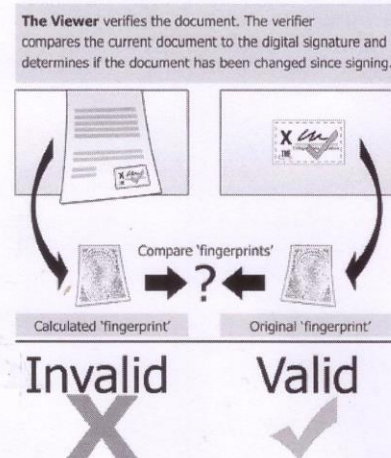 The Viewer verifies the document. The verifier
compares the current document to the digital signature and
determines if the document has been changed since signing.
X
X
Compare 'fingerprints'
?
Calculated 'fingerprint'
Original 'fingerprint'
Invalid
Valid
X